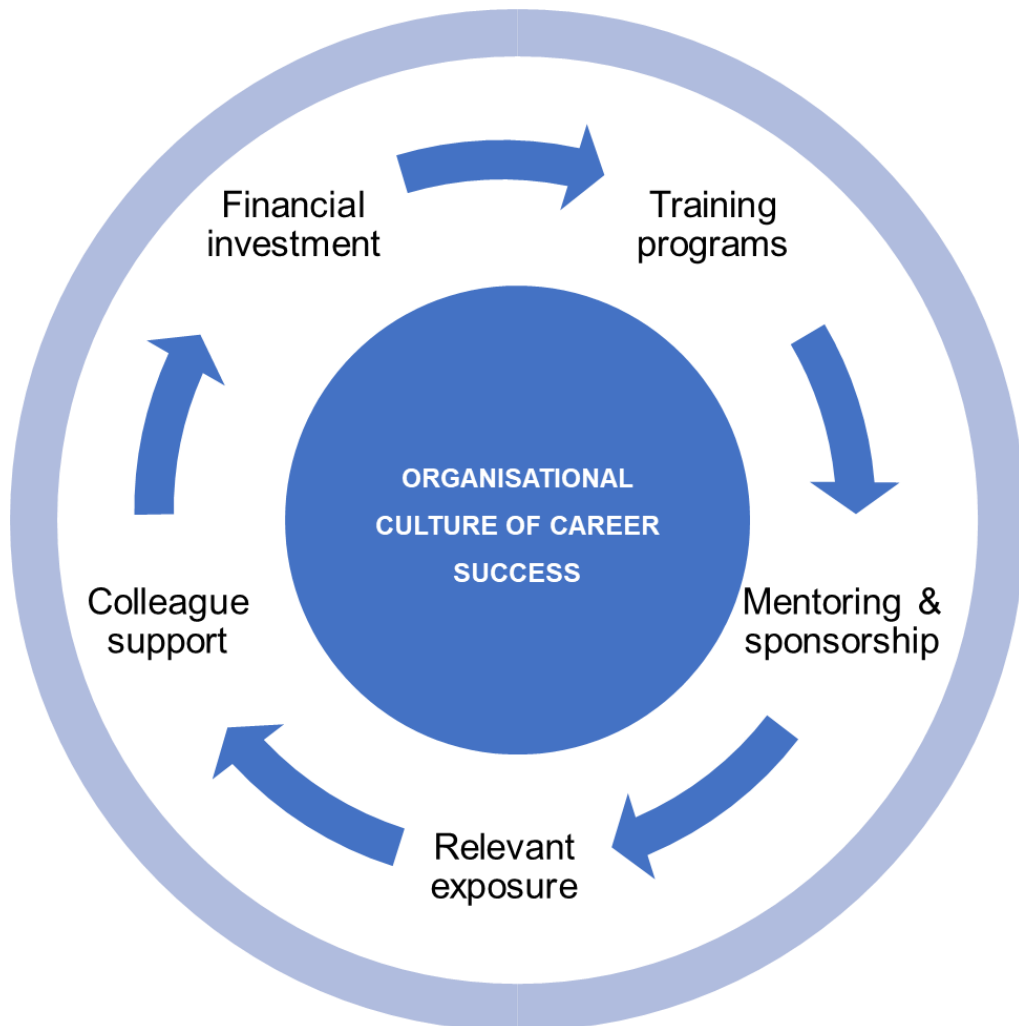 Financial
investment
Training
programs
ORGANISATIONAL
CULTURE OF CAREER
SUCCESS
Colleague
support
Mentoring &
sponsorship
Relevant
exposure